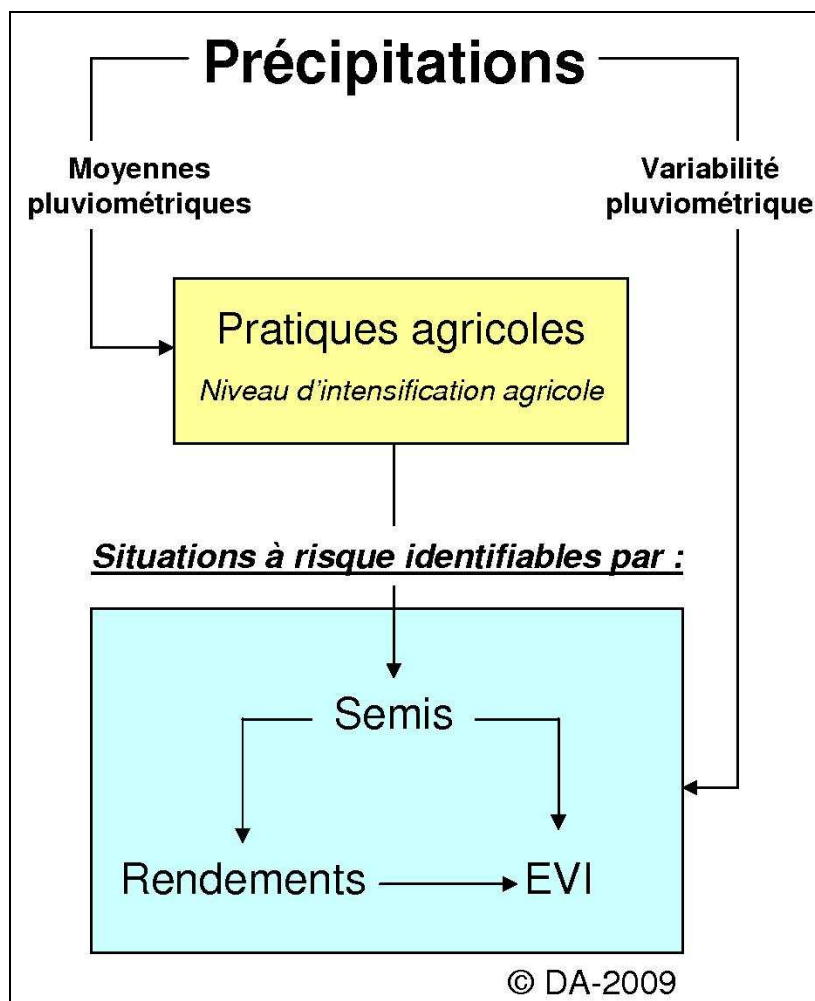 Précipitations
Moyennes
pluviométriques
Variabilité
pluviométrique
Pratiques agricoles
Niveau d'intensification agricole
Situations à risque identifiables par :
Semis
Rendements
EVI
© DA-2009